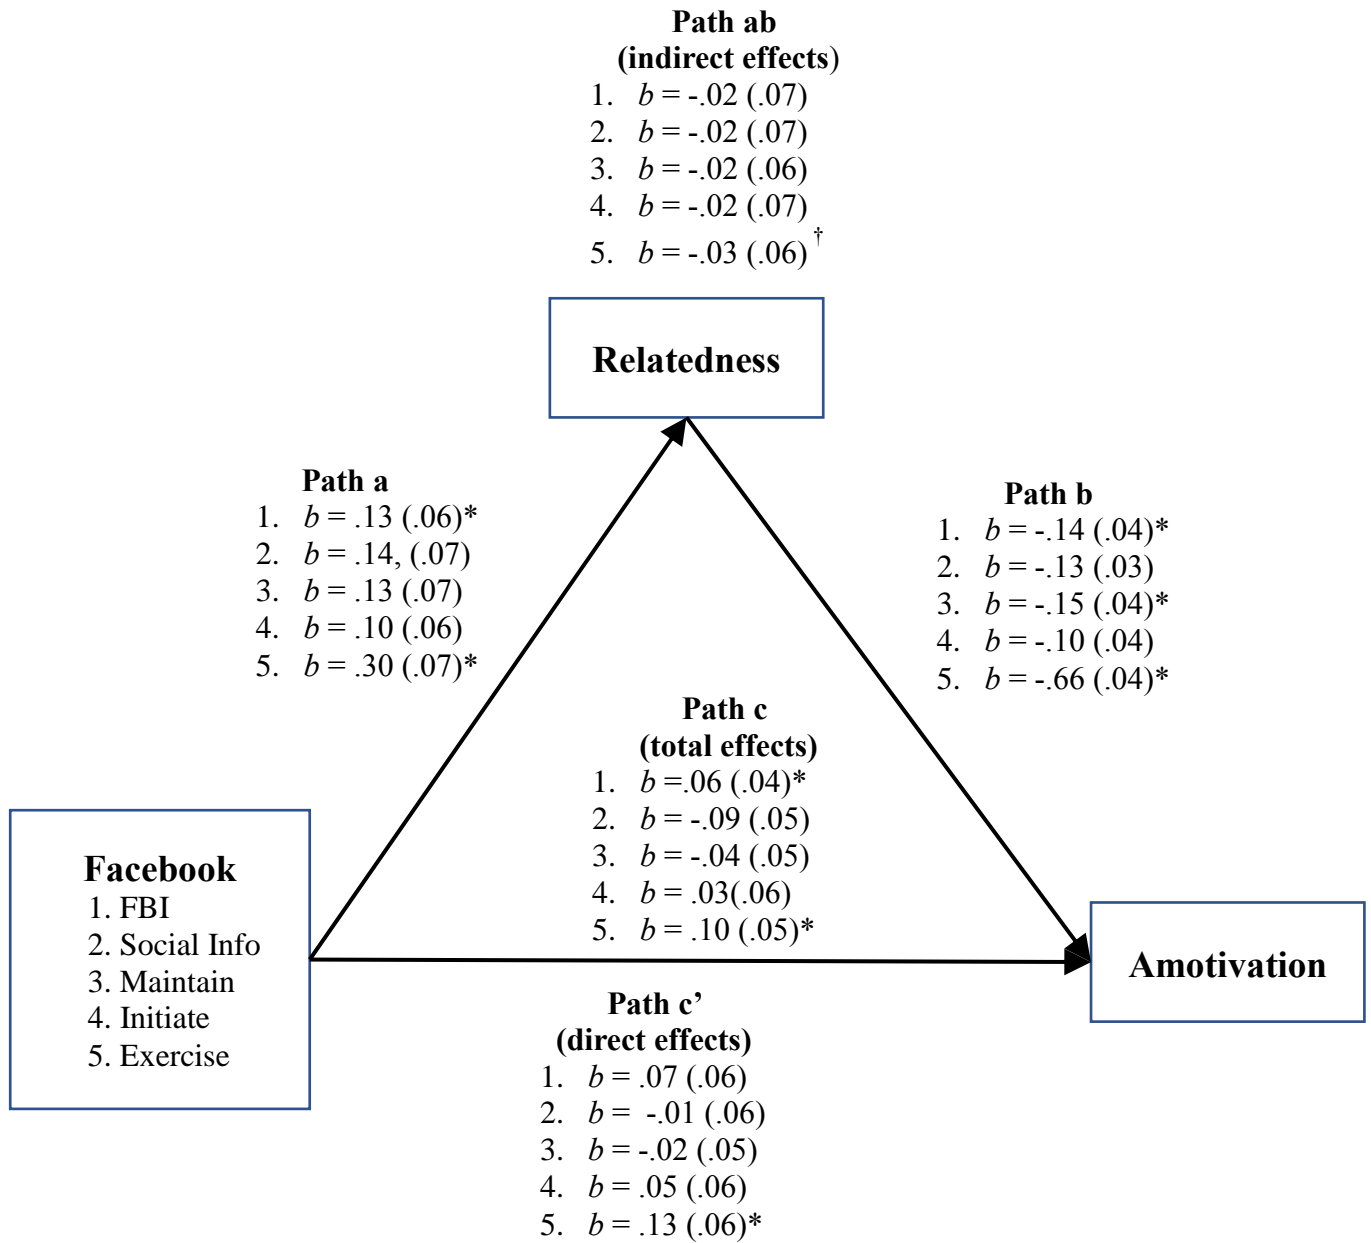 Path ab
(indirect effects)
1. b = -.02 (.07)
2. b = -.02 (.07)
3. b = -.02 (.06)
4. b = -.02 (.07)
5. b = -.03 (.06) †
Relatedness
Path a
1. b = .13 (.06)*
2. b = .14, (.07)
3. b = .13 (.07)
4. b = .10 (.06)
5. b = .30 (.07)*
Path b
1. b = -.14 (.04)*
2. b = -.13 (.03)
3. b = -.15 (.04)*
4. b = -.10 (.04)
5. b = -.66 (.04)*
Path c
(total effects)
1. b =.06 (.04)*
2. b = -.09 (.05)
3. b = -.04 (.05)
4. b = .03(.06)
5. b = .10 (.05)*
Facebook
1. FBI
2. Social Info
3. Maintain
4. Initiate
5. Exercise
Amotivation
Path c’
(direct effects)
1. b = .07 (.06)
2. b = -.01 (.06)
3. b = -.02 (.05)
4. b = .05 (.06)
5. b = .13 (.06)*